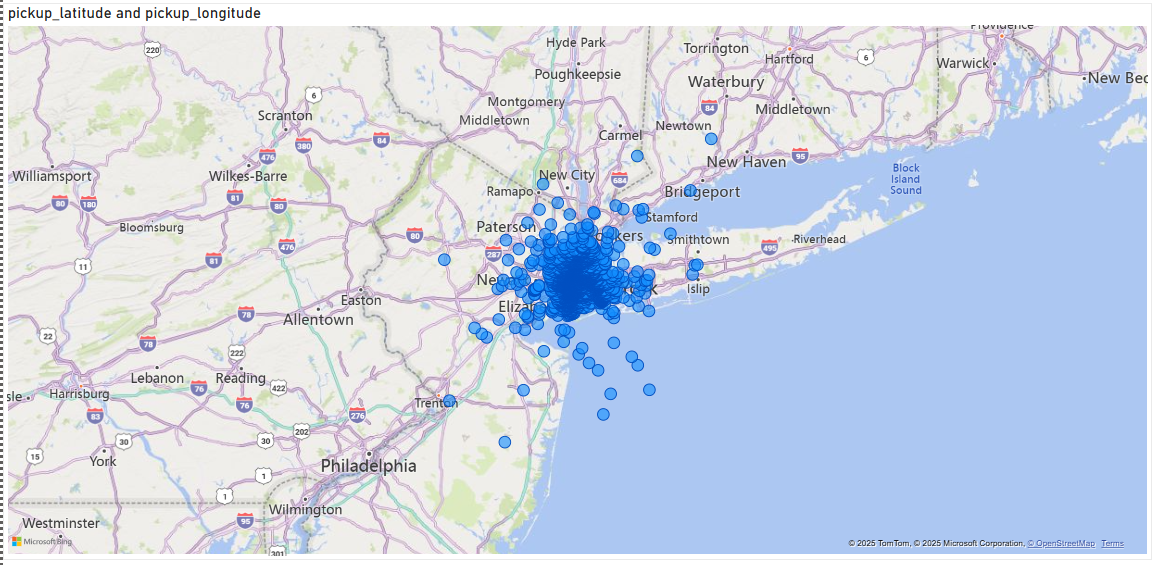 pickup_latitude and pickup_longitude
Providence
Hyde Park
Torrington
220
Hartford
6
Warwick
Poughkeepsie
New Bec
Waterbury
6
Montgomery
84
Middletown
Scranton
Middletown
Newtown
Carmel
84
380
476
95
New Haven
Williamsport
Wilkes-Barre
New City
684
Block
Island
Sound
81
80
180
80
Ramapo
Bridgeport
Stamford
Bloomsburg
Paterson
80
kers
Smithtown
Riverhead
476
495
287
81
11
Islip
Easton
Eliza
78
Allentown
22
78
222
Lebanon
Reading
422
76
Harrisburg
sle
76
Trenton
83
276
202
30
30
15
York
Philadelphia
1
1
Wilmington
95
Westminster
Microsoft Bing
301
© 2025 TomTom, © 2025 Microsoft Corporation, © OpenStreetMap Terms